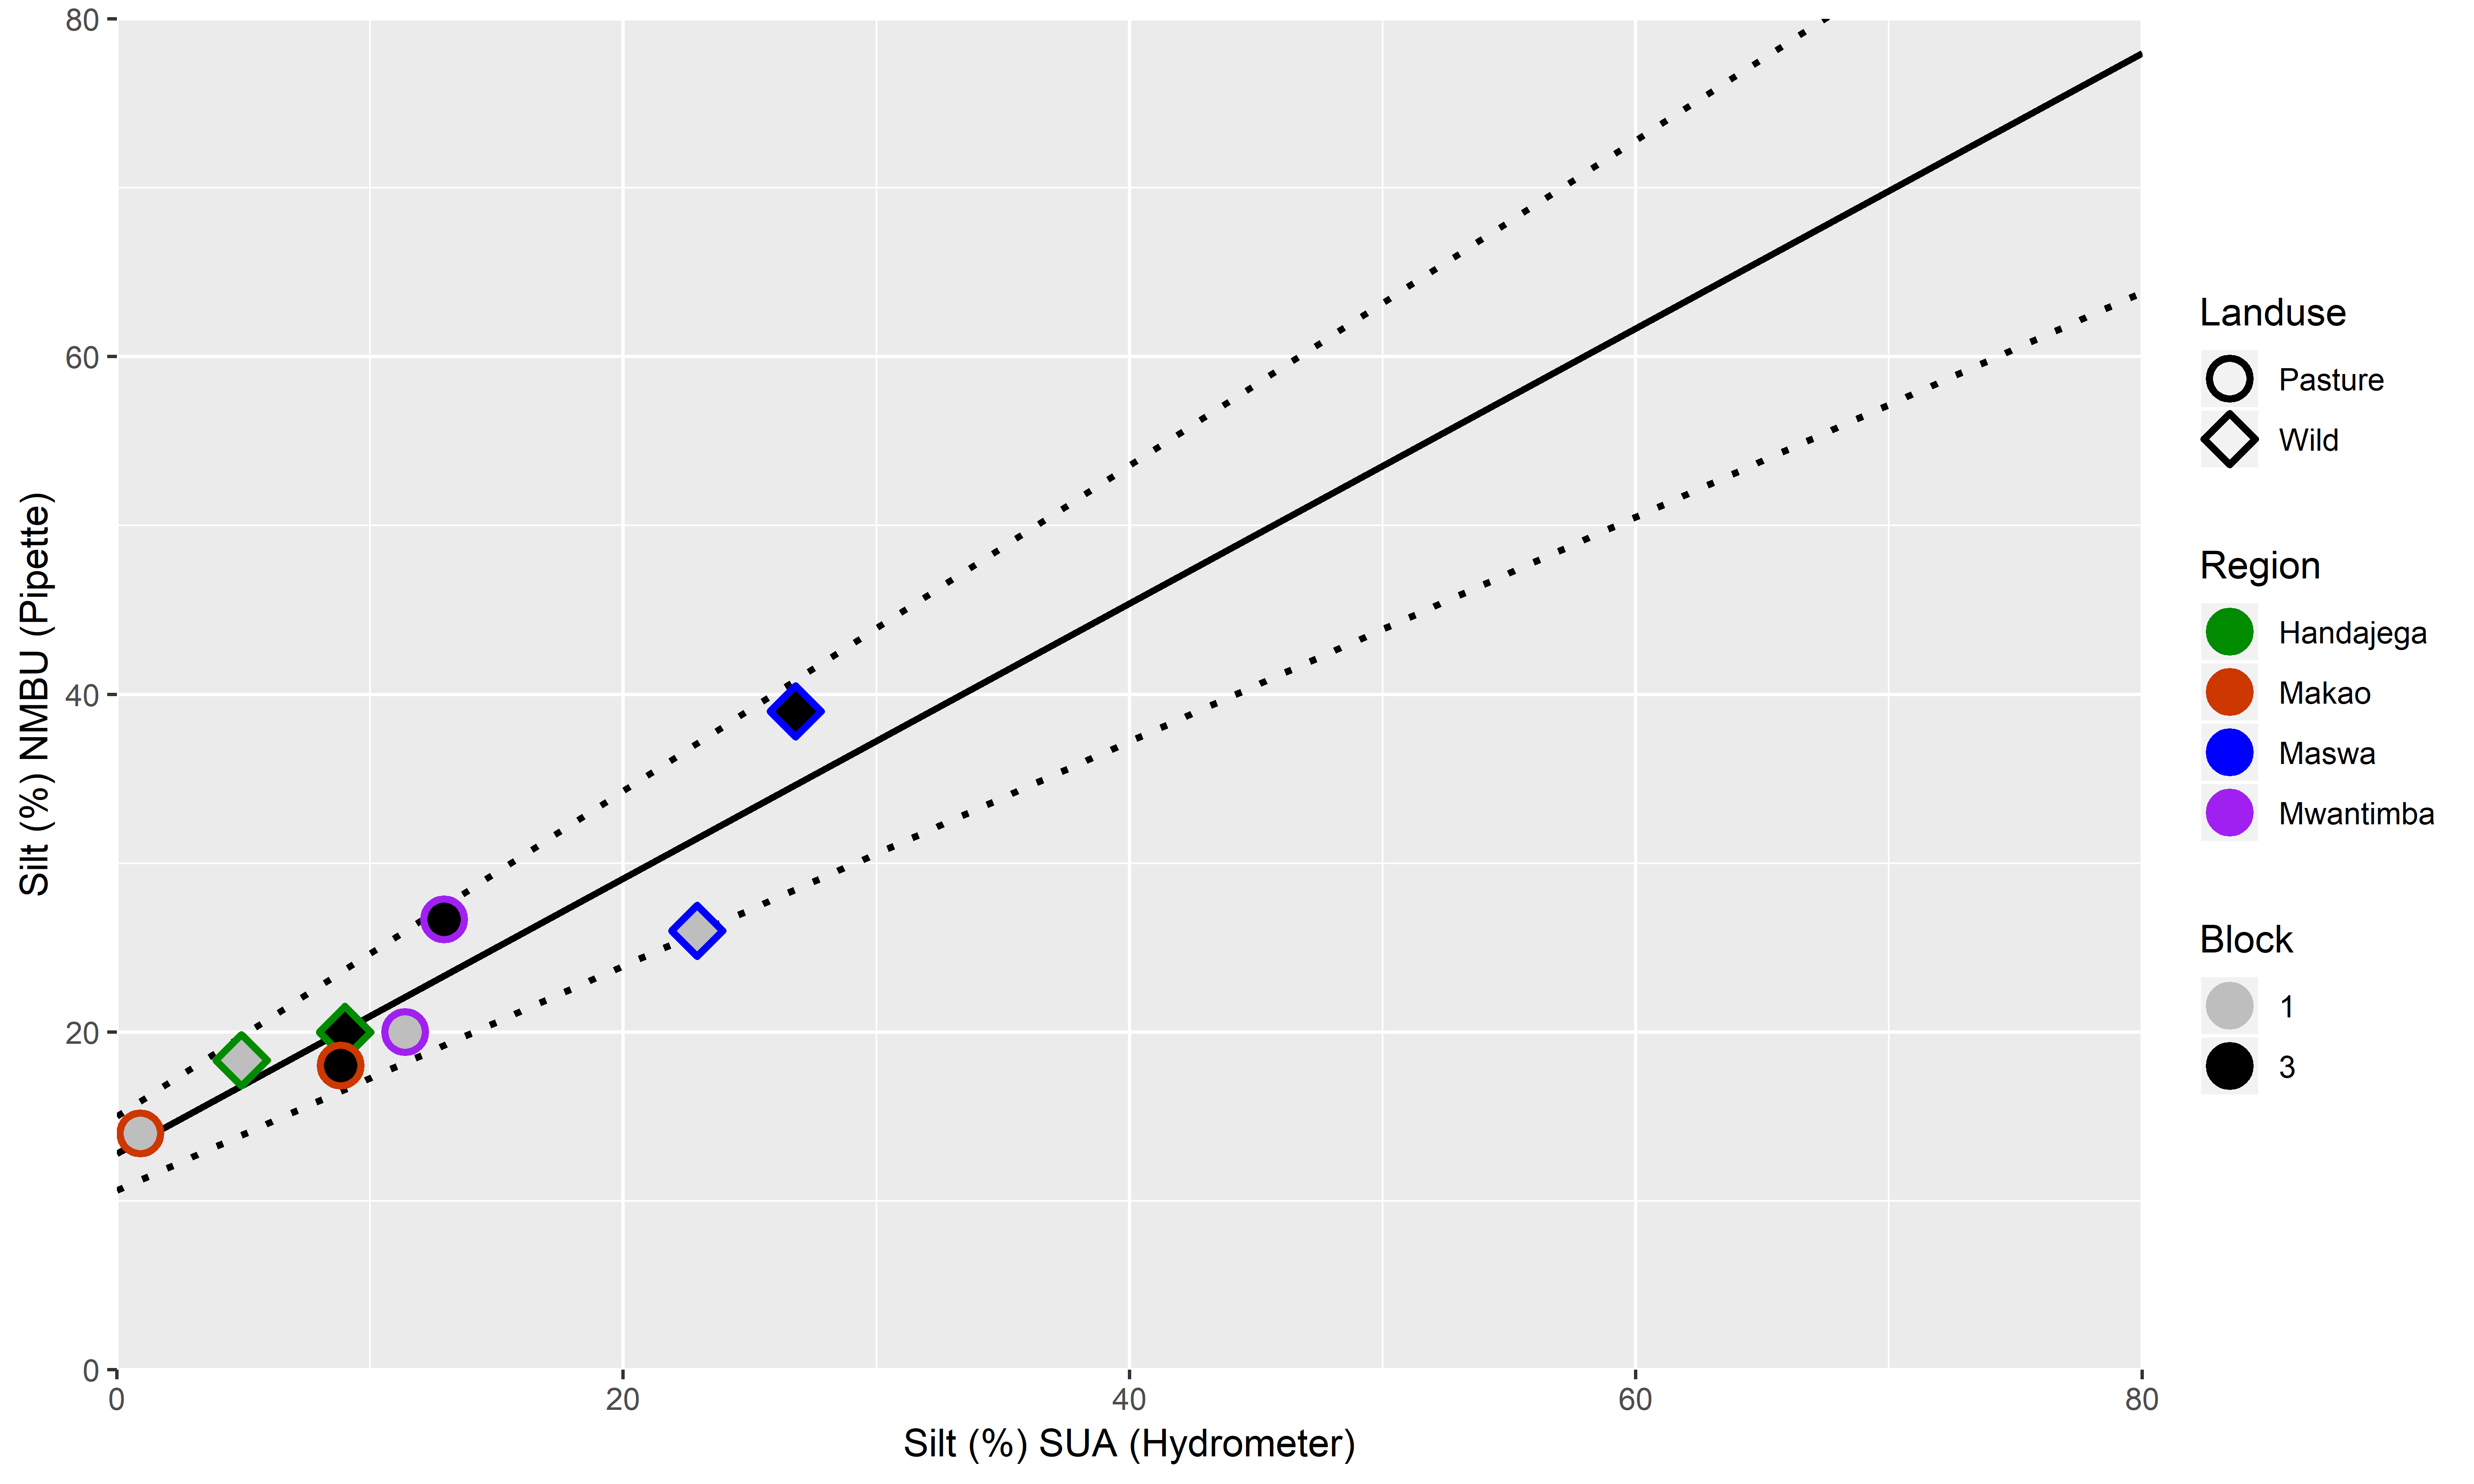 80
60
40
20
0
0 20 40 60 80
Silt (%) NMBU (Pipette)
Silt (%) SUA (Hydrometer)
Landuse
Pasture
Wild
Region
Handajega
Makao
Maswa
Mwantimba
Block
1
3